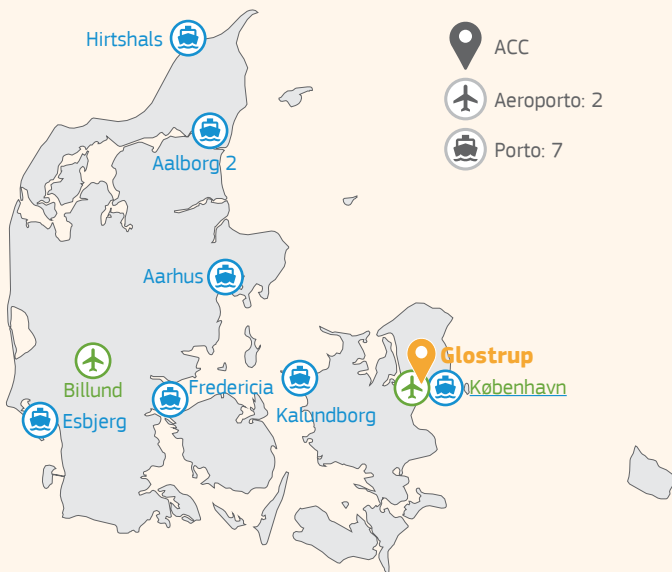 Hirtshals
ACC
Aeroporto: 2
Porto: 7
Aalborg 2
Aarhus
Glostrup
Billund
Fredericia
København
Kalundborg
Esbjerg